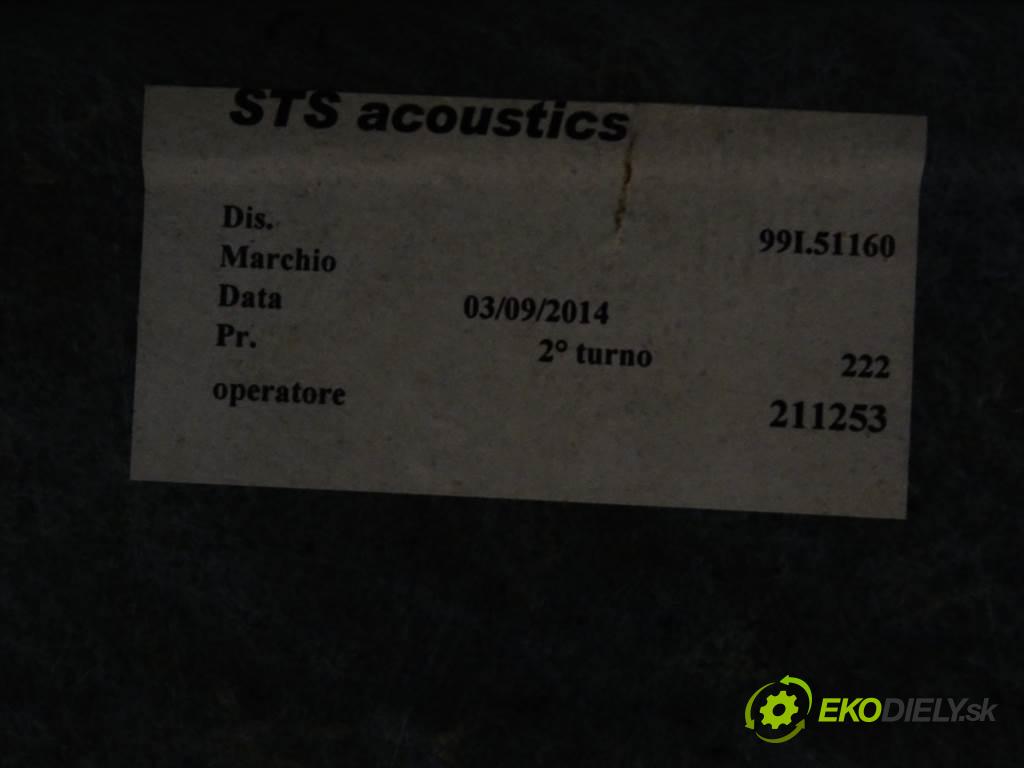 STS acoustics
Dis. 99I.51160
Marchio
Data 03/09/2014
Pr. 2° turno 222
operatore 211253
EKODIELY.sk